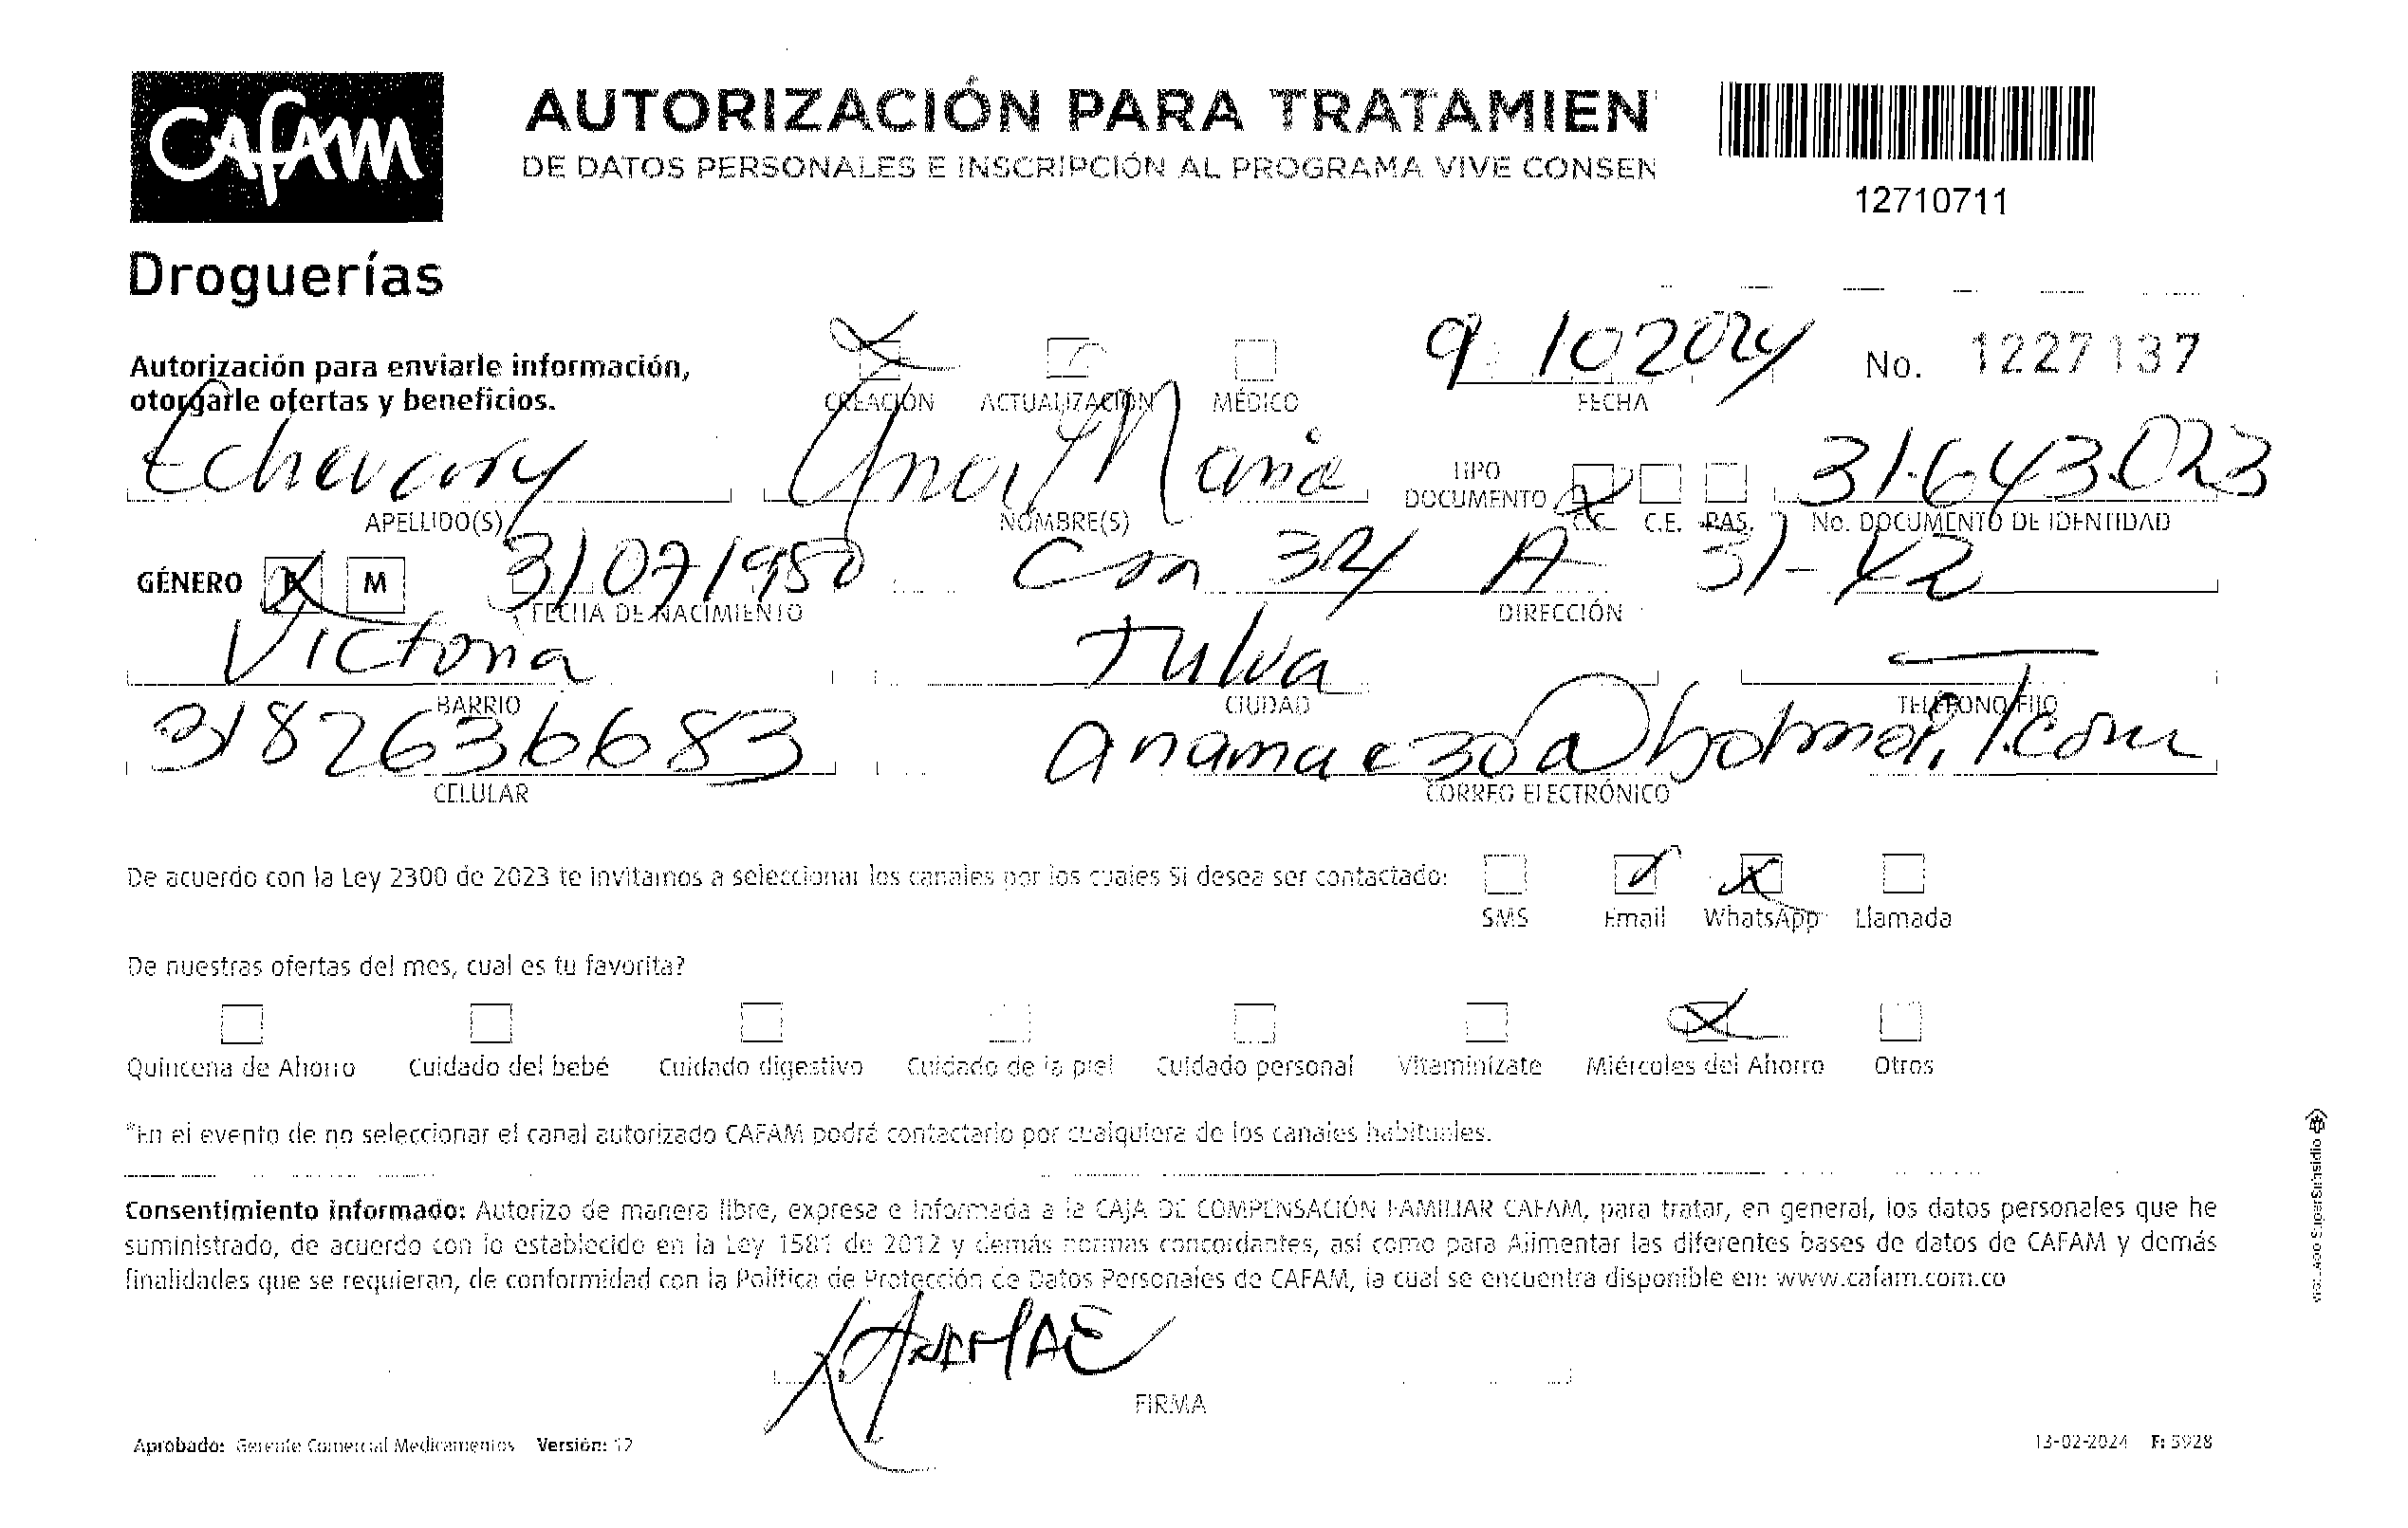 CAFAM
AUTORIZACIÓN PARA TRATAMIEN
DE DATOS PERSONALES E INSCRIPCIÓN AL PROGRAMA VIVE CONSEN
12710711
Droguerías
Autorización para enviarle información,
otorgarle ofertas y beneficios.
CREACIÓN ACTUALIZACIÓN MÉDICO
9 10 2024
FECHA
No. 1227137
Echeverry Ana Maria
TIPO DOCUMENTO C.C. C.E. PAS.
31.643.023
APELLIDO(S) NOMBRE(S) No. DOCUMENTO DE IDENTIDAD
GÉNERO F M 31071950 Cra 34 A 31-42
FECHA DE NACIMIENTO DIRECCIÓN
Victoria Tulua —
BARRIO CIUDAD TELÉFONO FIJO
3182636683 anamae30@hotmail.com
CELULAR CORREO ELECTRÓNICO
De acuerdo con la Ley 2300 de 2023 te invitamos a seleccionar los canales por los cuales Si desea ser contactado:
SMS Email WhatsApp Llamada
De nuestras ofertas del mes, cual es tu favorita?
Quincena de Ahorro Cuidado del bebé Cuidado digestivo Cuidado de la piel Cuidado personal Vitaminízate Miércoles del Ahorro Otros
*En el evento de no seleccionar el canal autorizado CAFAM podrá contactarlo por cualquiera de los canales habituales.
Consentimiento informado: Autorizo de manera libre, expresa e informada a la CAJA DE COMPENSACIÓN FAMILIAR CAFAM, para tratar, en general, los datos personales que he
suministrado, de acuerdo con lo establecido en la Ley 1581 de 2012 y demás normas concordantes, así como para Alimentar las diferentes bases de datos de CAFAM y demás
finalidades que se requieran, de conformidad con la Política de Protección de Datos Personales de CAFAM, la cual se encuentra disponible en: www.cafam.com.co
ANAMAE
FIRMA
Aprobado: Gerente Comercial Medicamentos Versión: 12
13-02-2024 F: 5928
SuperSubsidio